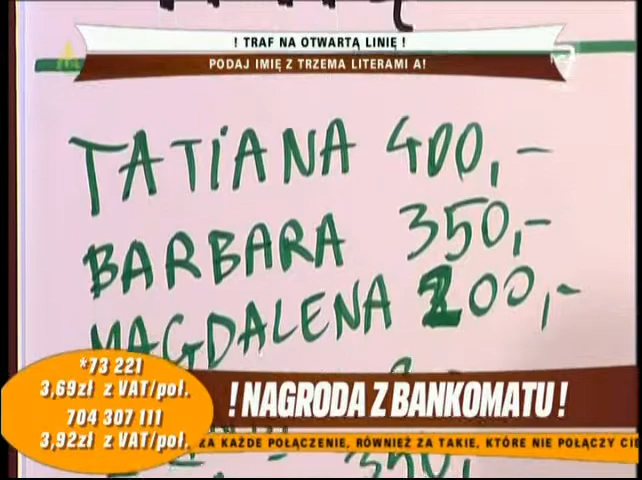 ! TRAF NA OTWARTĄ LINIĘ !
PODAJ IMIĘ Z TRZEMA LITERAMI A!
TATIANA 400,-
BARBARA 350,-
MAGDALENA 200,-
*73 221
3,69zł z VAT/poł.
704 307 111
3,92zł z VAT/poł.
! NAGRODA Z BANKOMATU !
ZA KAŻDE POŁĄCZENIE, RÓWNIEŻ ZA TAKIE, KTÓRE NIE POŁĄCZY
350,